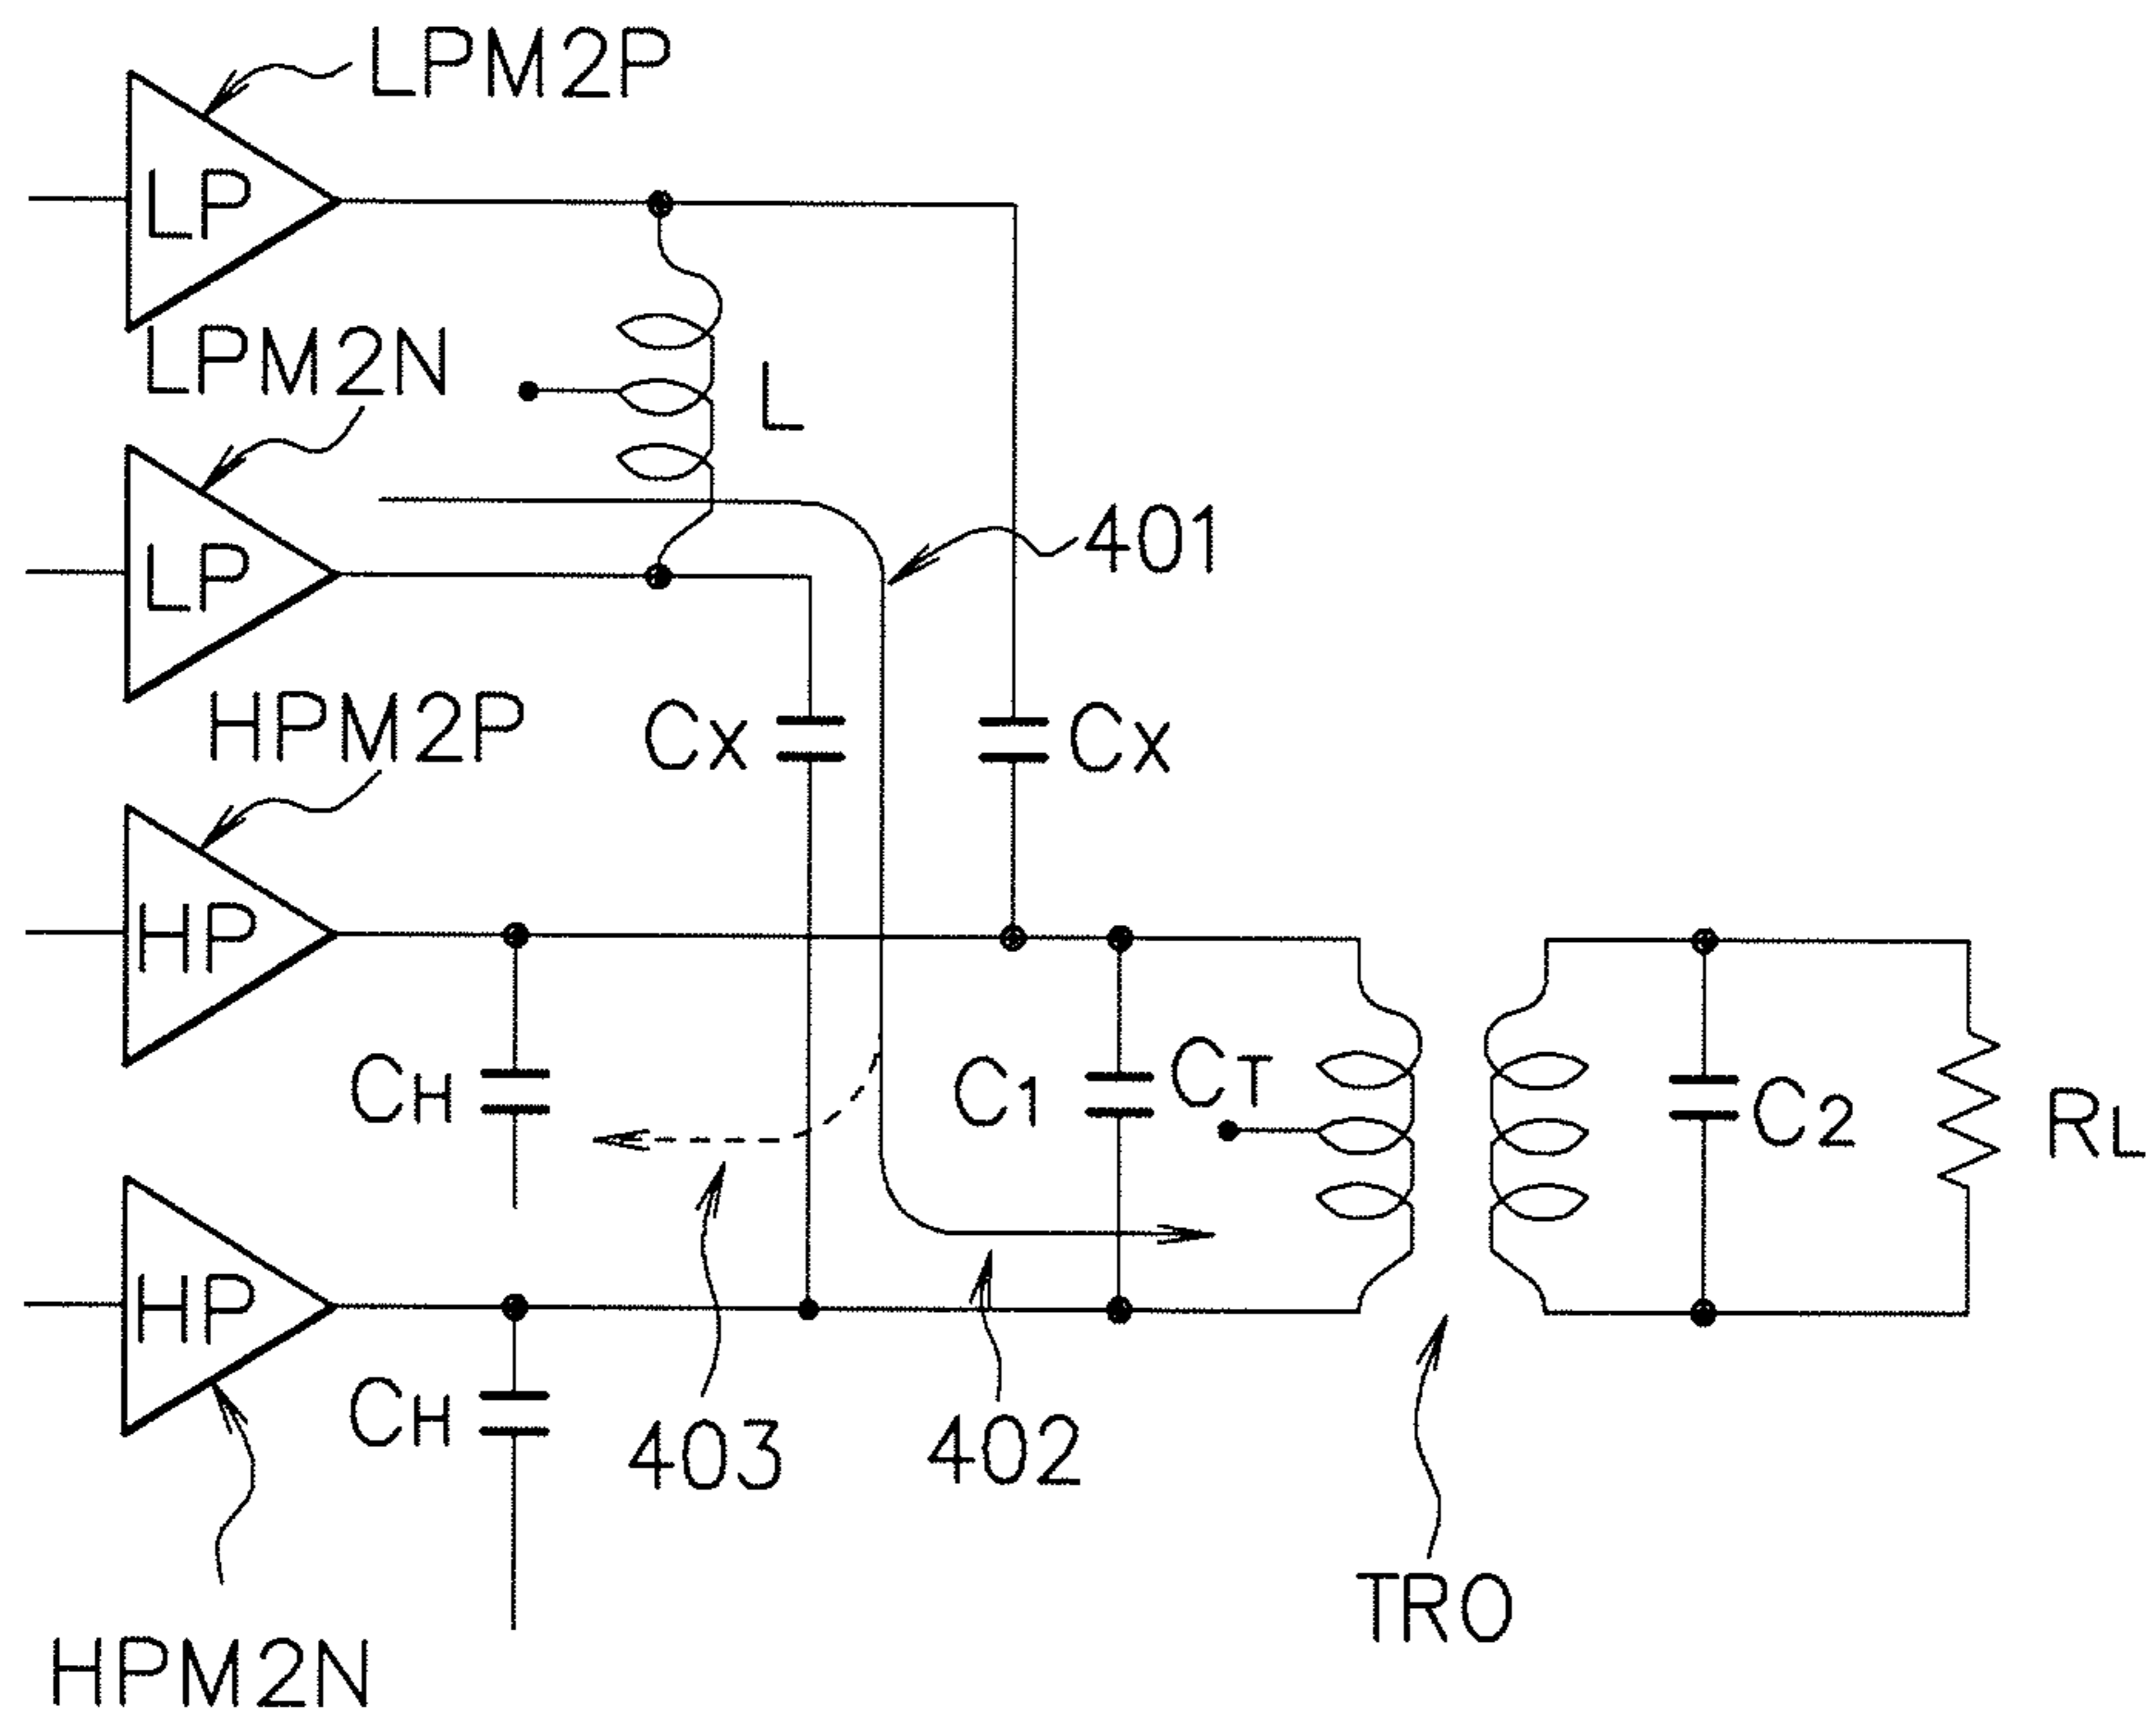 LPM2P
LP
LPM2N
L
LP
401
HPM2P
Cx
Cx
HP
CH
C1
CT
C2
RL
HP
CH
403
402
TRO
HPM2N